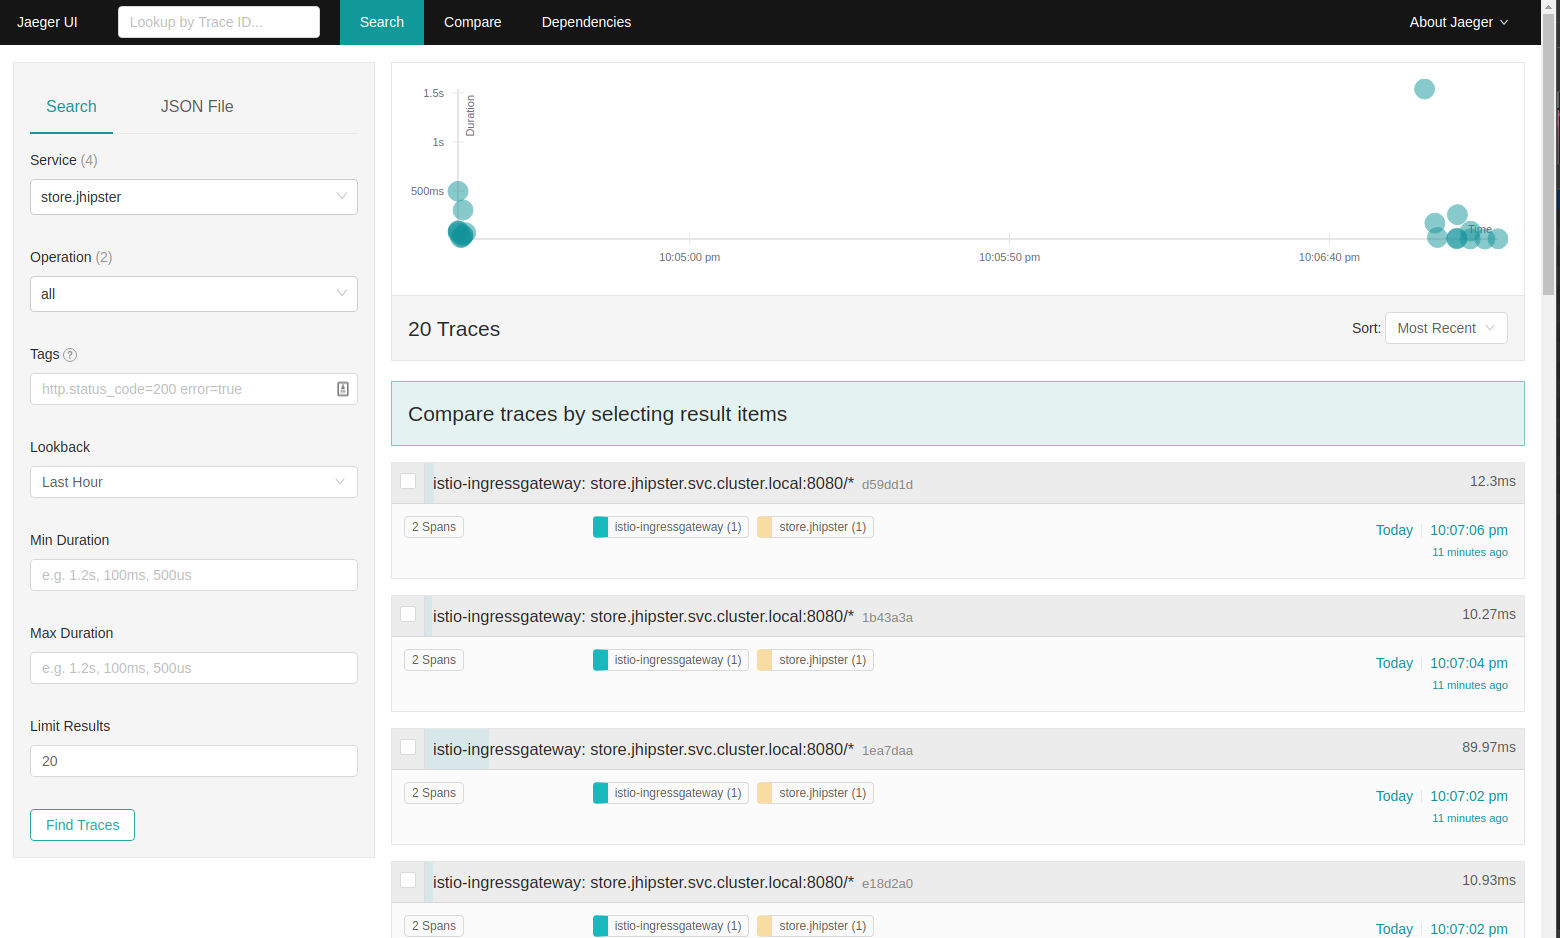 Jaeger UI Lookup by Trace ID... Search Compare Dependencies About Jaeger
Search JSON File
Service (4)
store.jhipster
Operation (2)
all
Tags ?
http.status_code=200 error=true
Lookback
Last Hour
Min Duration
e.g. 1.2s, 100ms, 500us
Max Duration
e.g. 1.2s, 100ms, 500us
Limit Results
20
Find Traces
Duration
1.5s
1s
500ms
Time
10:05:00 pm 10:05:50 pm 10:06:40 pm
20 Traces Sort: Most Recent
Compare traces by selecting result items
istio-ingressgateway: store.jhipster.svc.cluster.local:8080/* d59dd1d 12.3ms
2 Spans istio-ingressgateway (1) store.jhipster (1) Today 10:07:06 pm
11 minutes ago
istio-ingressgateway: store.jhipster.svc.cluster.local:8080/* 1b43a3a 10.27ms
2 Spans istio-ingressgateway (1) store.jhipster (1) Today 10:07:04 pm
11 minutes ago
istio-ingressgateway: store.jhipster.svc.cluster.local:8080/* 1ea7daa 89.97ms
2 Spans istio-ingressgateway (1) store.jhipster (1) Today 10:07:02 pm
11 minutes ago
istio-ingressgateway: store.jhipster.svc.cluster.local:8080/* e18d2a0 10.93ms
2 Spans istio-ingressgateway (1) store.jhipster (1) Today 10:07:02 pm